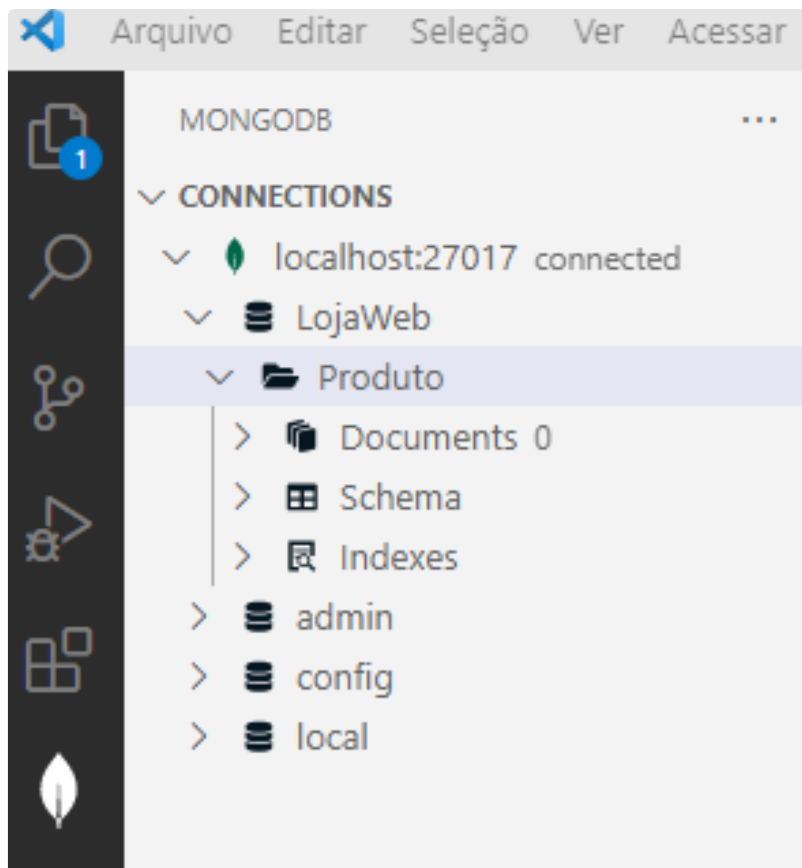 Arquivo Editar Seleção Ver Acessar
MONGODB ...
1
CONNECTIONS
localhost:27017 connected
LojaWeb
Produto
Documents 0
Schema
Indexes
admin
config
local